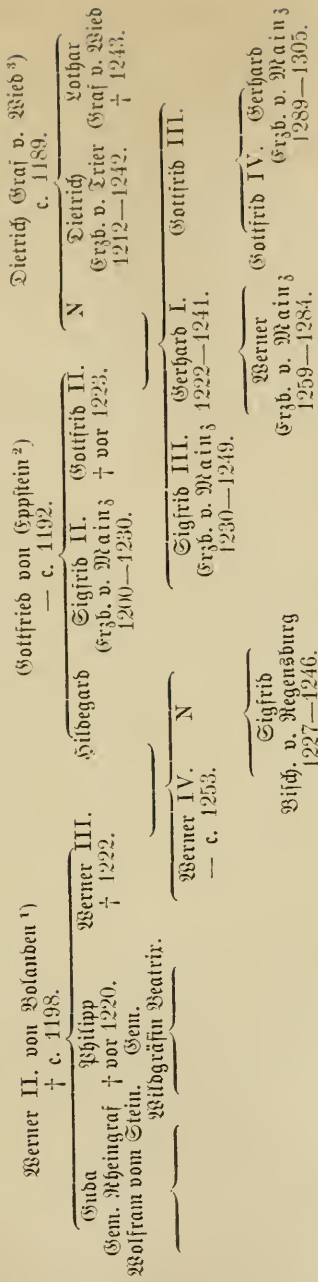 Werner II. von Bolanden ¹)
† c. 1198.
Gottfried von Eppstein ²)
— c. 1192.
Dietrich Graf v. Wied ³)
c. 1189.
Guda
Gem. Rheingraf
Wolfram vom Stein.
Philipp
† vor 1220.
Gem.
Wildgräfin Beatrix.
Werner III.
† 1222.
Hildegard
Sigfrid II.
Erzb. v. Mainz
1200—1230.
Gottfrid II.
† vor 1223.
N
Dietrich
Erzb. v. Trier
1212—1242.
Lothar
Graf v. Wied
† 1243.
Werner IV.
— c. 1253.
N
Sigfrid III.
Erzb. v. Mainz
1230—1249.
Gerhard I.
1222—1241.
Gottfrid III.
Sigfrid
Bisch. v. Regensburg
1227—1246.
Werner
Erzb. v. Mainz
1259—1284.
Gottfrid IV.
Gerhard
Erzb. v. Mainz
1289—1305.